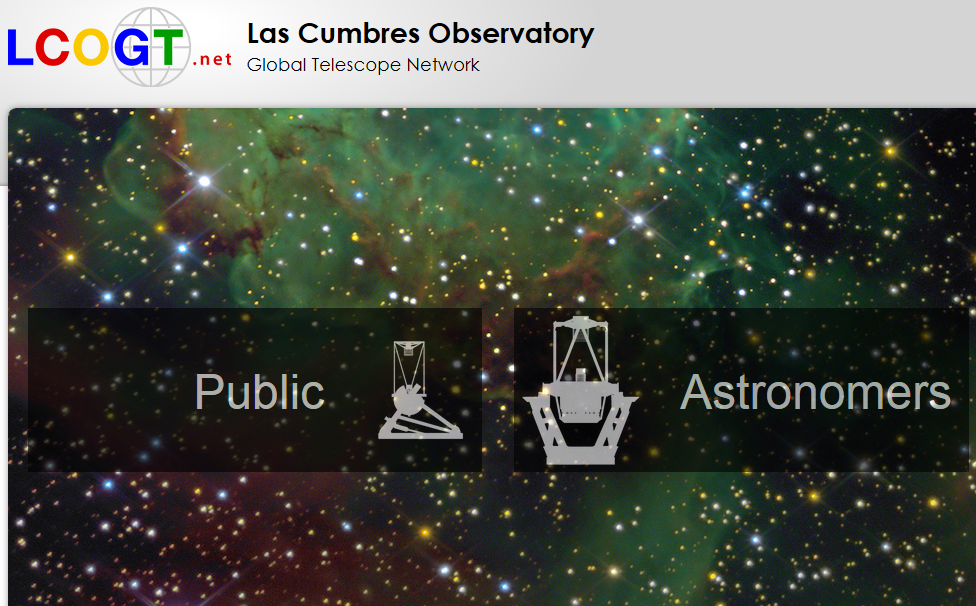 LCOGT.net
Las Cumbres Observatory
Global Telescope Network
Public
Astronomers